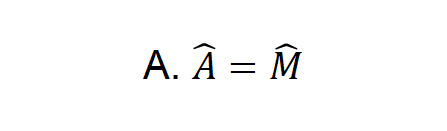 A. Â = M̂